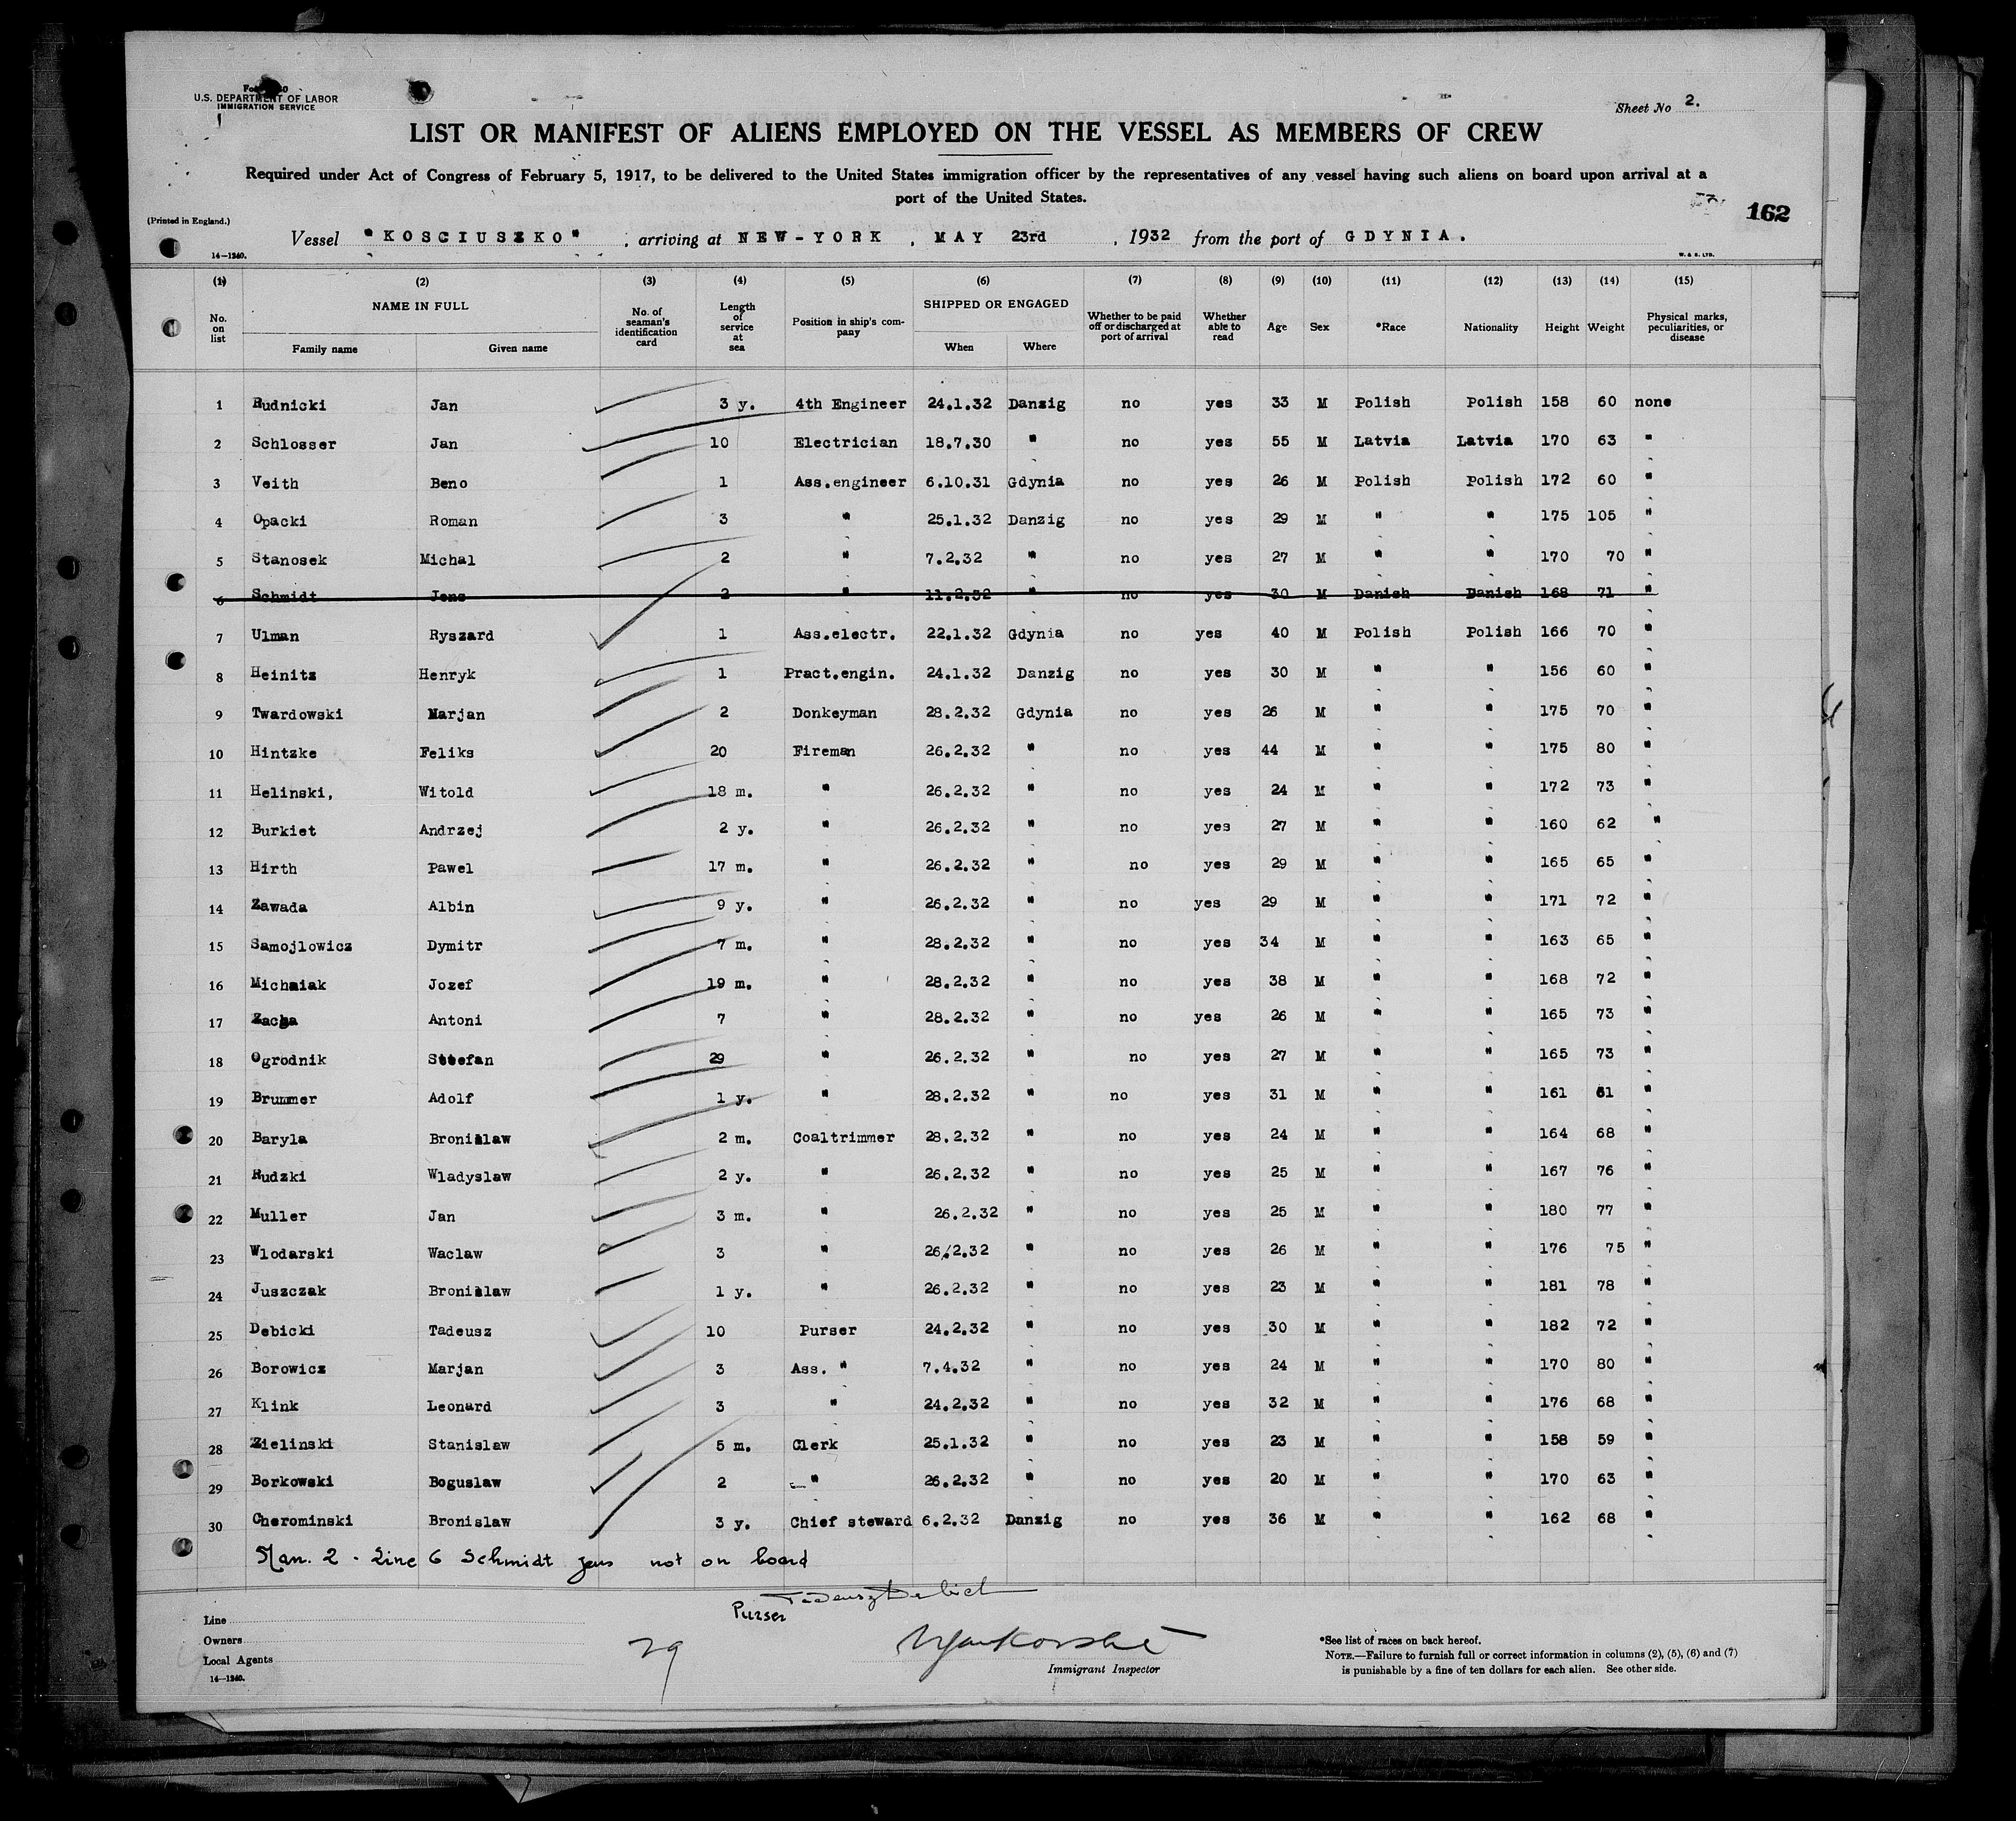 U.S. DEPARTMENT OF LABOR
IMMIGRATION SERVICE
Sheet No 2.
LIST OR MANIFEST OF ALIENS EMPLOYED ON THE VESSEL AS MEMBERS OF CREW
Required under Act of Congress of February 5, 1917, to be delivered to the United States immigration officer by the representatives of any vessel having such aliens on board upon arrival at a
port of the United States.
162
(Printed in England.)
Vessel "KOSCIUSZKO" , arriving at NEW-YORK , MAY 23rd , 1932 from the port of GDYNIA.
14—1240. W. & S. LTD.
(1) (2) (3) (4) (5) (6) (7) (8) (9) (10) (11) (12) (13) (14) (15)
No. on list NAME IN FULL Family name Given name No. of seaman's identification card Length of service at sea Position in ship's company SHIPPED OR ENGAGED When Where Whether to be paid off or discharged at port of arrival Whether able to read Age Sex *Race Nationality Height Weight Physical marks, peculiarities, or disease
1 Rudnicki Jan 3 y. 4th Engineer 24.1.32 Danzig no yes 33 M Polish Polish 158 60 none
2 Schlosser Jan 10 Electrician 18.7.30 " no yes 55 M Latvia Latvia 170 63 "
3 Veith Beno 1 Ass.engineer 6.10.31 Gdynia no yes 26 M Polish Polish 172 60 "
4 Opacki Roman 3 " 25.1.32 Danzig no yes 29 M " " 175 105 "
5 Stanosek Michal 2 " 7.2.32 " no yes 27 M " " 170 70 "
6 Schmidt Jens 2 " 11.2.32 " no yes 30 M Danish Danish 168 71 "
7 Ulman Ryszard 1 Ass.electr. 22.1.32 Gdynia no yes 40 M Polish Polish 166 70 "
8 Heinitz Henryk 1 Pract.engin. 24.1.32 Danzig no yes 30 M " " 156 60 "
9 Twardowski Marjan 2 Donkeyman 28.2.32 Gdynia no yes 26 M " " 175 70 "
10 Hintzke Feliks 20 Fireman 26.2.32 " no yes 44 M " " 175 80 "
11 Helinski, Witold 18 m. " 26.2.32 " no yes 24 M " " 172 73 "
12 Burkiet Andrzej 2 y. " 26.2.32 " no yes 27 M " " 160 62 "
13 Hirth Pawel 17 m. " 26.2.32 " no yes 29 M " " 165 65 "
14 Zawada Albin 9 y. " 26.2.32 " no yes 29 M " " 171 72 "
15 Samojlowicz Dymitr 7 m. " 28.2.32 " no yes 34 M " " 163 65 "
16 Michaiak Jozef 19 m. " 28.2.32 " no yes 38 M " " 168 72 "
17 Antoni 7 " 28.2.32 " no yes 26 M " " 165 73 "
18 Ogrodnik Sttefan 29 " 26.2.32 " no yes 27 M " " 165 73 "
19 Brummer Adolf 1 y. " 28.2.32 " no yes 31 M " " 161 61 "
20 Baryla Bronislaw 2 m. Coaltrimmer 28.2.32 " no yes 24 M " " 164 68 "
21 Rudzki Wladyslaw 2 y. " 26.2.32 " no yes 25 M " " 167 76 "
22 Muller Jan 3 m. " 26.2.32 " no yes 25 M " " 180 77 "
23 Wlodarski Waclaw 3 " 26/2.32 " no yes 26 M " " 176 75 "
24 Juszczak Bronislaw 1 y. " 26.2.32 " no yes 23 M " " 181 78 "
25 Debicki Tadeusz 10 Purser 24.2.32 " no yes 30 M " " 182 72 "
26 Borowicz Marjan 3 Ass. " 7.4.32 " no yes 24 M " " 170 80 "
27 Klink Leonard 3 " 24.2.32 " no yes 32 M " " 176 68 "
28 Zielinski Stanislaw 5 m. Clerk 25.1.32 " no yes 23 M " " 158 59 "
29 Borkowski Boguslaw 2 -" 26.2.32 " no yes 20 M " " 170 63 "
30 Cherominski Bronislaw 3 y. Chief steward 6.2.32 Danzig no yes 36 M " " 162 68 "
Man. 2 - Line 6 Schmidt Jens not on board
Purser Tadeusz Debicki
Line
Owners
Local Agents
14—1240.
29
Immigrant Inspector
*See list of races on back hereof.
NOTE.—Failure to furnish full or correct information in columns (2), (5), (6) and (7)
is punishable by a fine of ten dollars for each alien. See other side.